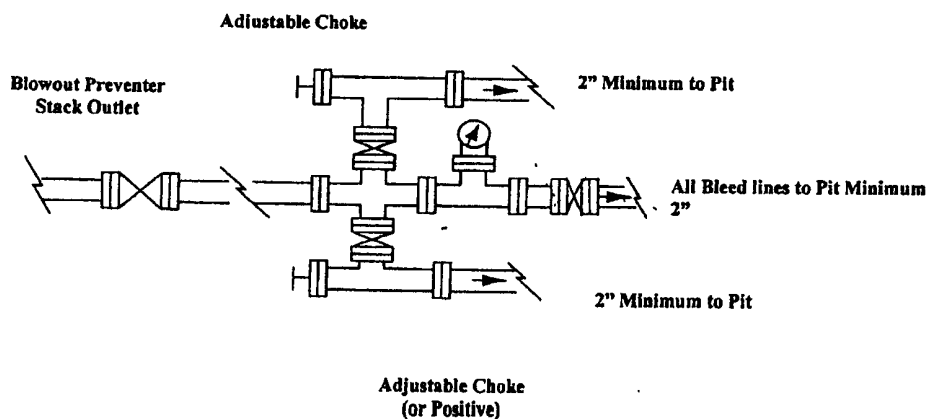 Adjustable Choke
Blowout Preventer
Stack Outlet
2" Minimum to Pit
All Bleed lines to Pit Minimum
2"
2" Minimum to Pit
Adjustable Choke
(or Positive)